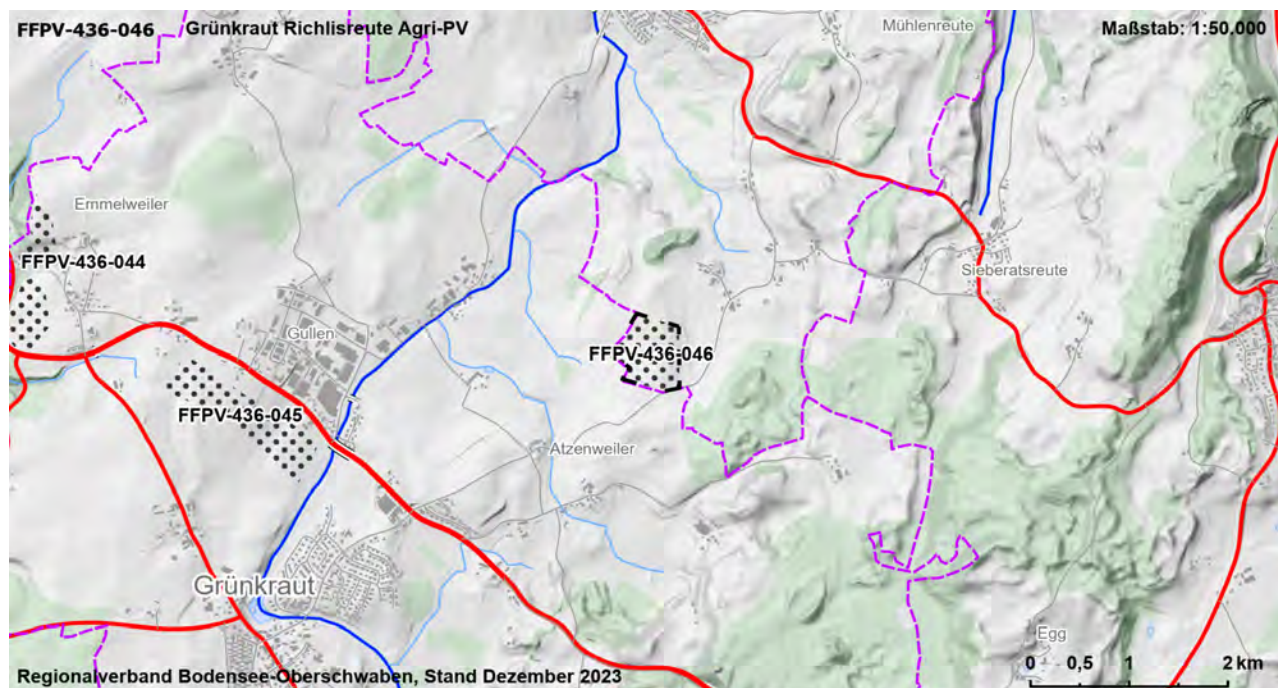 FFPV-436-046 Grünkraut Richlisreute Agri-PV
Maßstab: 1:50.000
Mühlenreute
Emmelweiler
FFPV-436-044
Sieberatsreute
Gullen
FFPV-436-046
FFPV-436-045
Atzenweiler
Grünkraut
Egg
0 0,5 1 2 km
Regionalverband Bodensee-Oberschwaben, Stand Dezember 2023